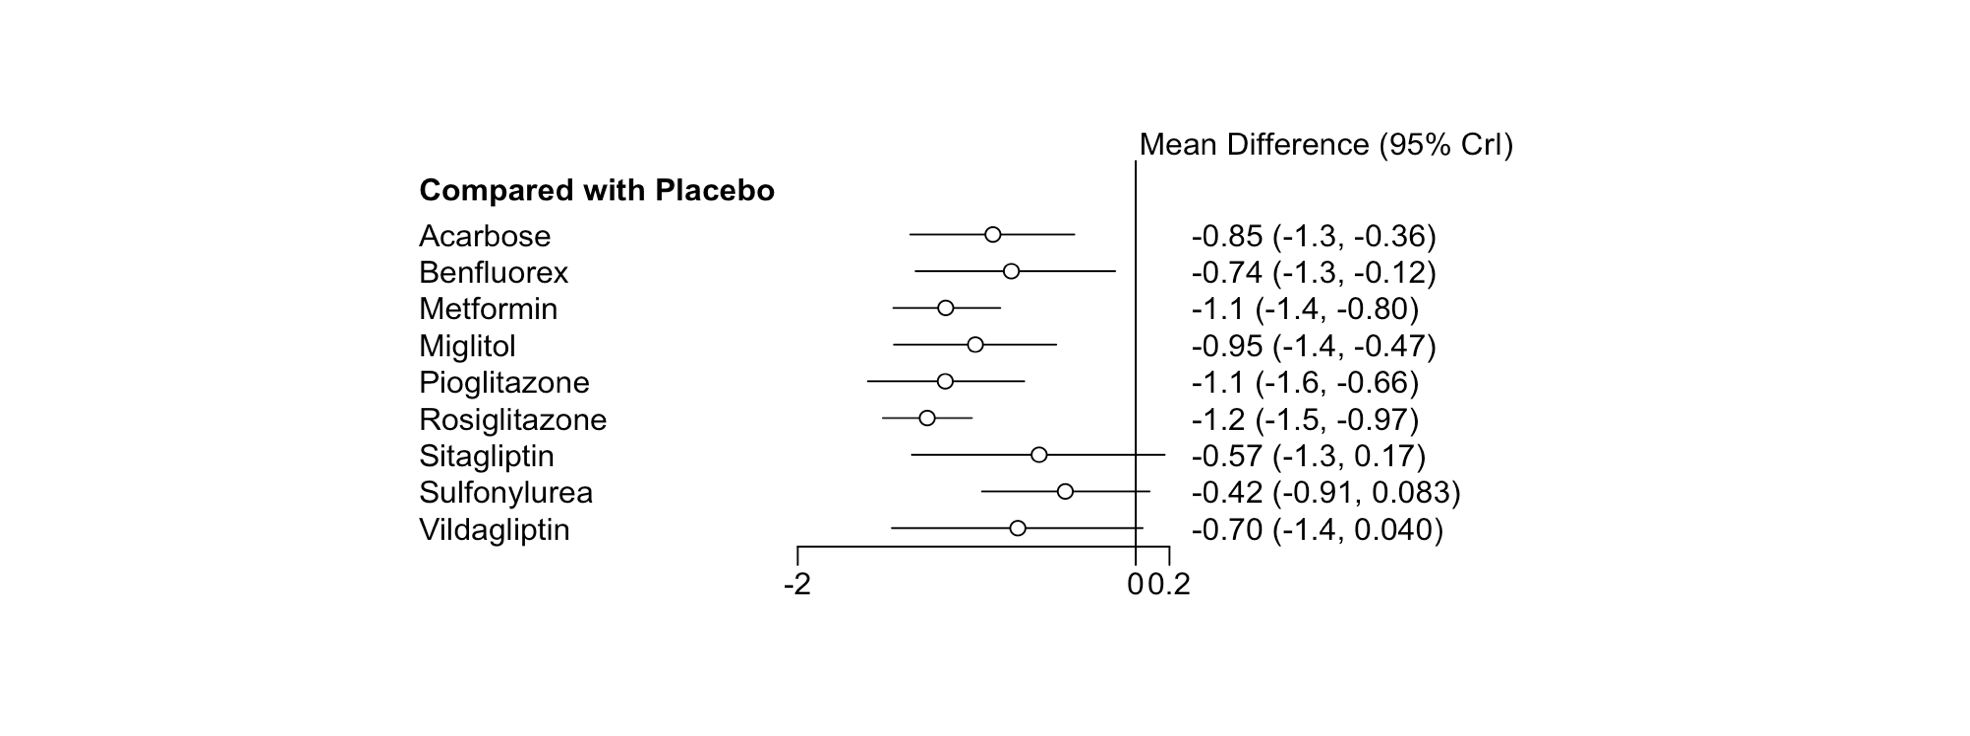 Mean Difference (95% CrI)
Compared with Placebo
Acarbose -0.85 (-1.3, -0.36)
Benfluorex -0.74 (-1.3, -0.12)
Metformin -1.1 (-1.4, -0.80)
Miglitol -0.95 (-1.4, -0.47)
Pioglitazone -1.1 (-1.6, -0.66)
Rosiglitazone -1.2 (-1.5, -0.97)
Sitagliptin -0.57 (-1.3, 0.17)
Sulfonylurea -0.42 (-0.91, 0.083)
Vildagliptin -0.70 (-1.4, 0.040)
-2 0 0.2